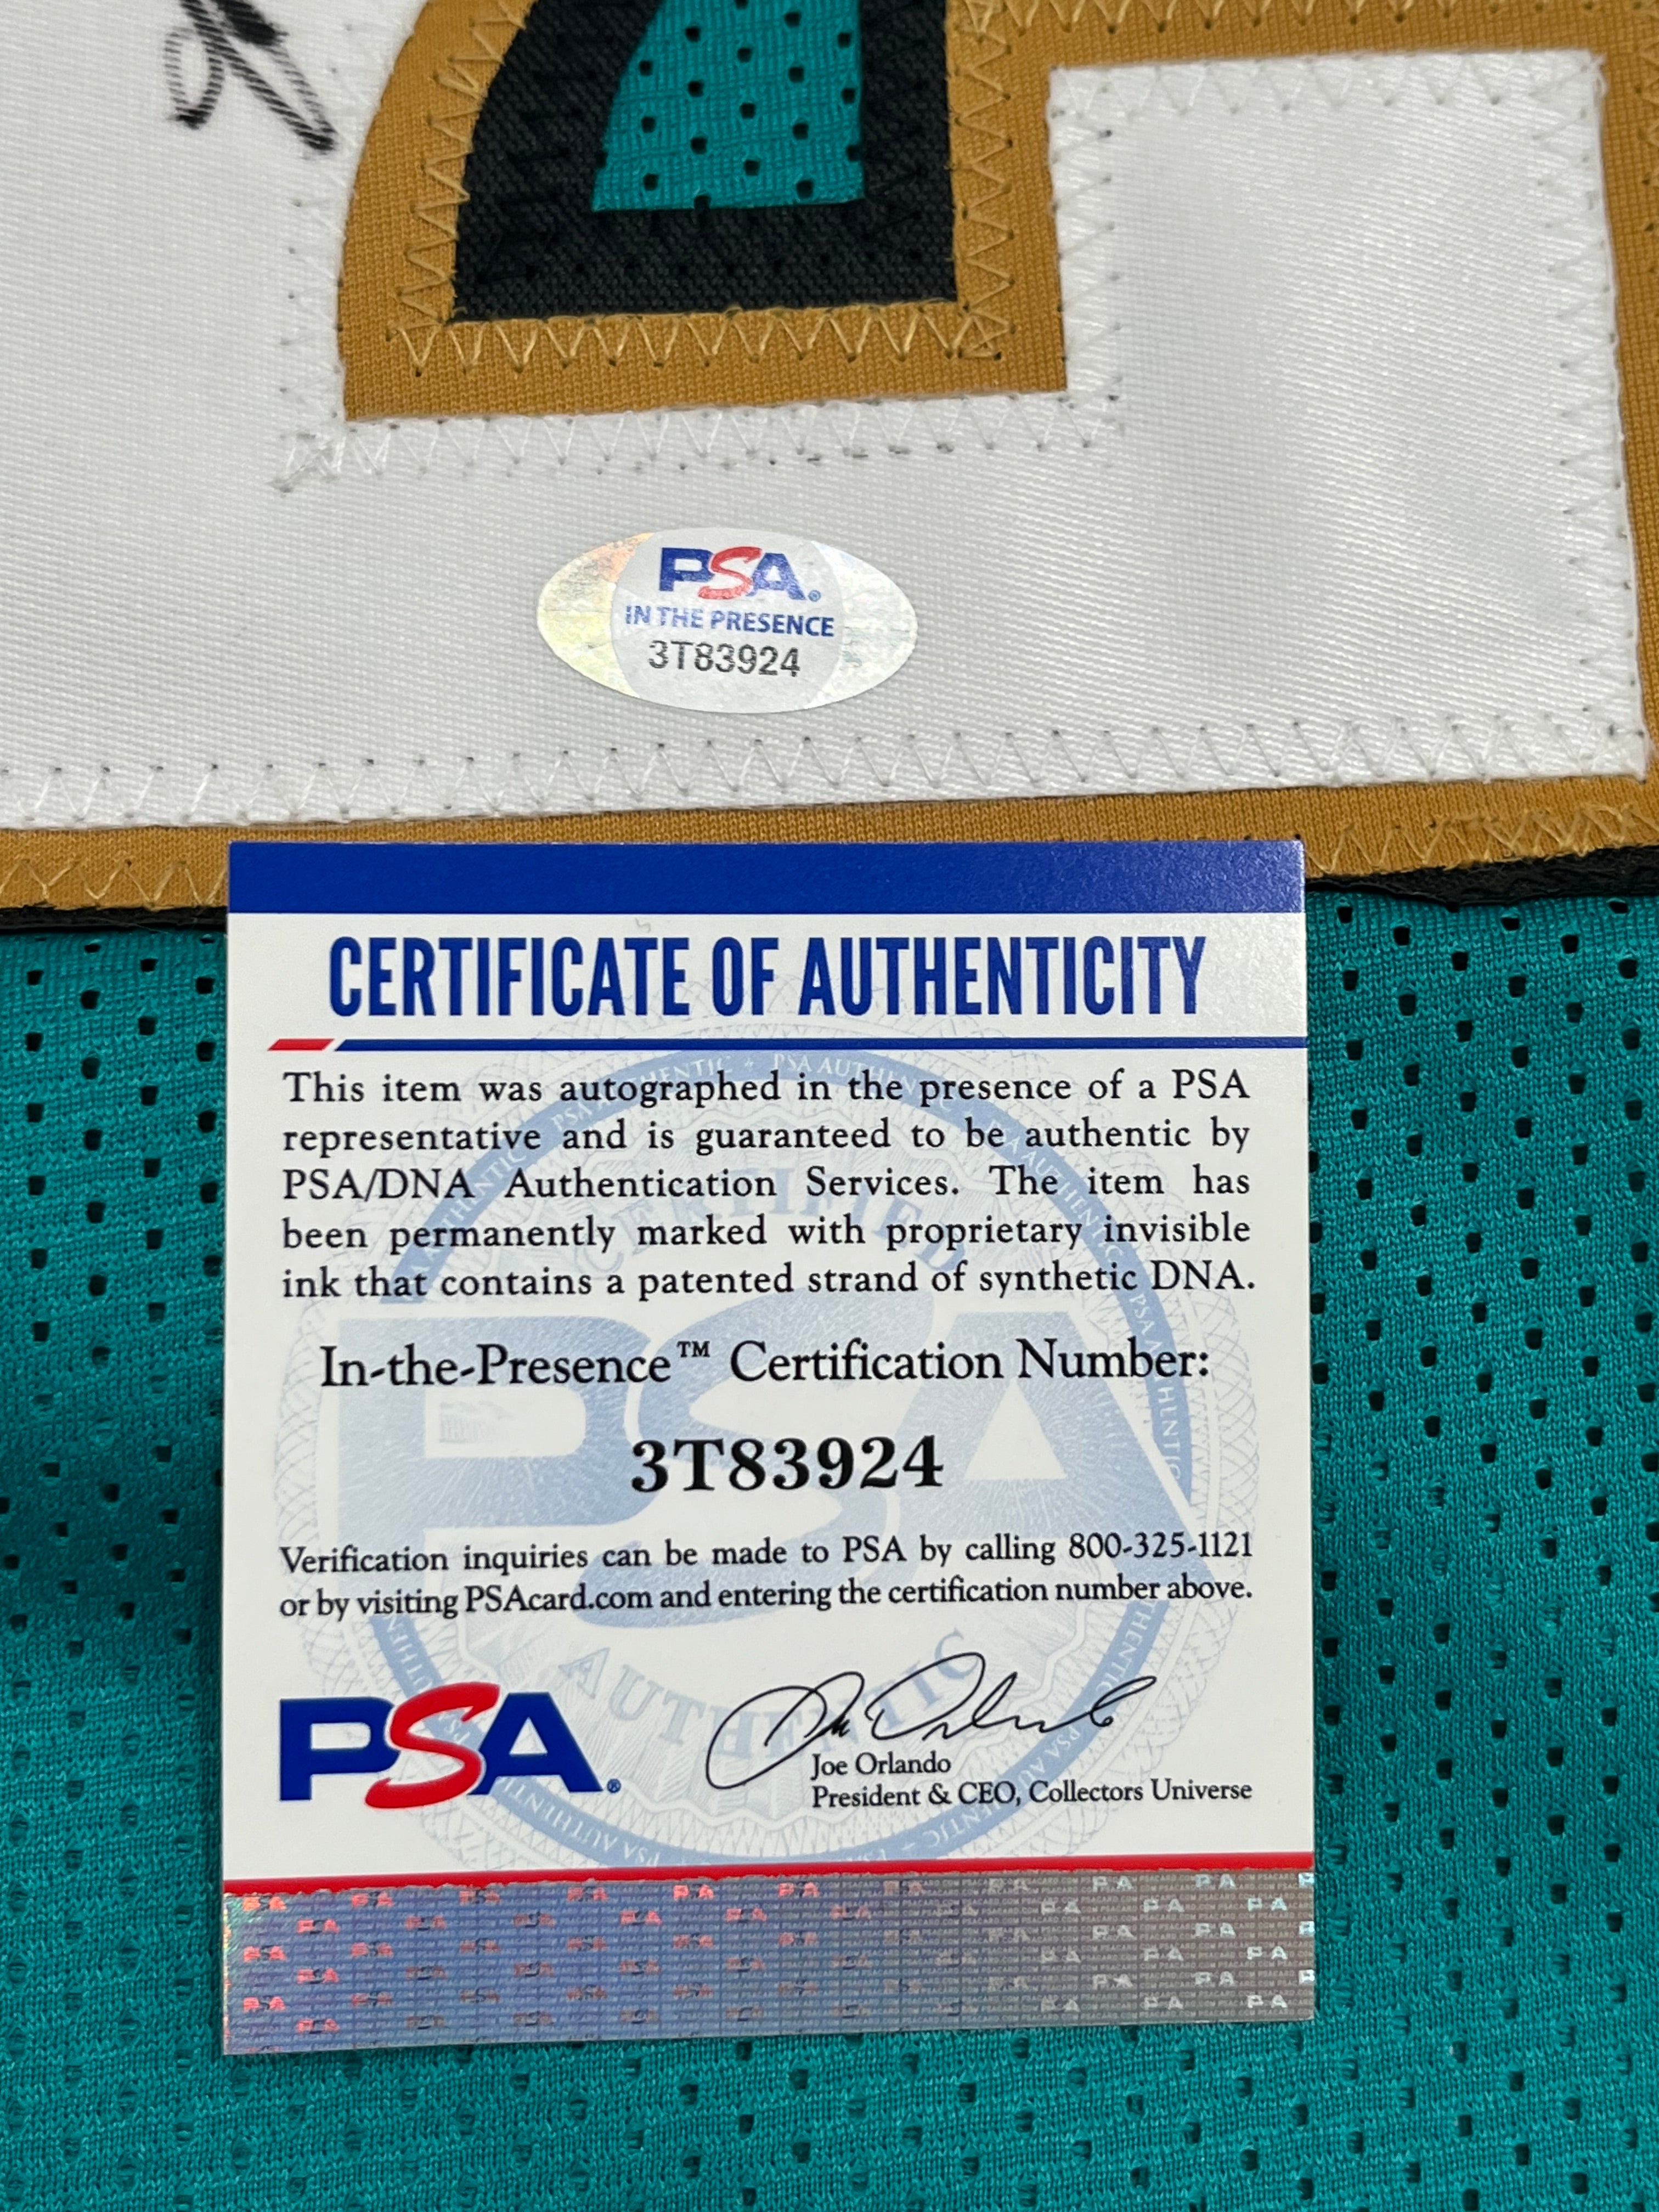 PSA®
IN THE PRESENCE
3T83924
CERTIFICATE OF AUTHENTICITY
This item was autographed in the presence of a PSA
representative and is guaranteed to be authentic by
PSA/DNA Authentication Services. The item has
been permanently marked with proprietary invisible
ink that contains a patented strand of synthetic DNA.
In-the-Presence™ Certification Number:
3T83924
Verification inquiries can be made to PSA by calling 800-325-1121
or by visiting PSAcard.com and entering the certification number above.
PSA®
Joe Orlando
President & CEO, Collectors Universe
CERTIFIED
PSA
AUTHENTIC